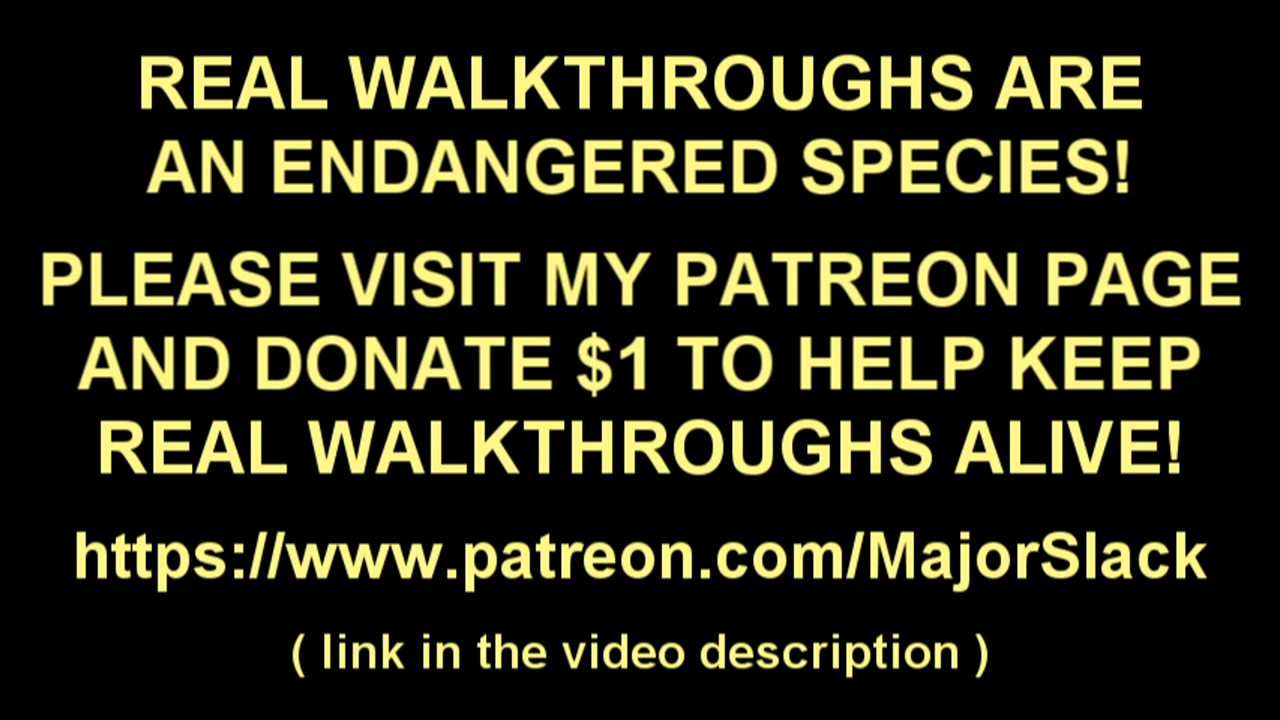 REAL WALKTHROUGHS ARE
AN ENDANGERED SPECIES!
PLEASE VISIT MY PATREON PAGE
AND DONATE $1 TO HELP KEEP
REAL WALKTHROUGHS ALIVE!
https://www.patreon.com/MajorSlack
( link in the video description )